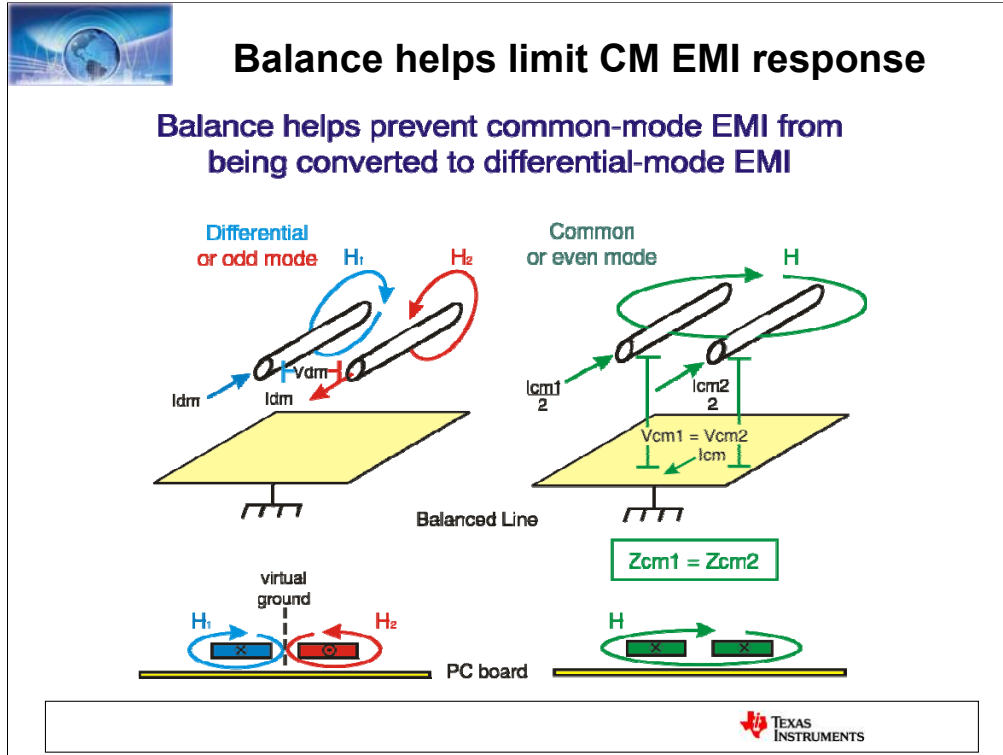 Balance helps limit CM EMI response
Balance helps prevent common-mode EMI from
being converted to differential-mode EMI
Differential
or odd mode
H₁
H₂
Vdm
Idm
Idm
Common
or even mode
H
Icm1
2
Icm2
2
Vcm1 = Vcm2
Icm
Balanced Line
Zcm1 = Zcm2
virtual
ground
H₁
H₂
H
PC board
TEXAS
INSTRUMENTS